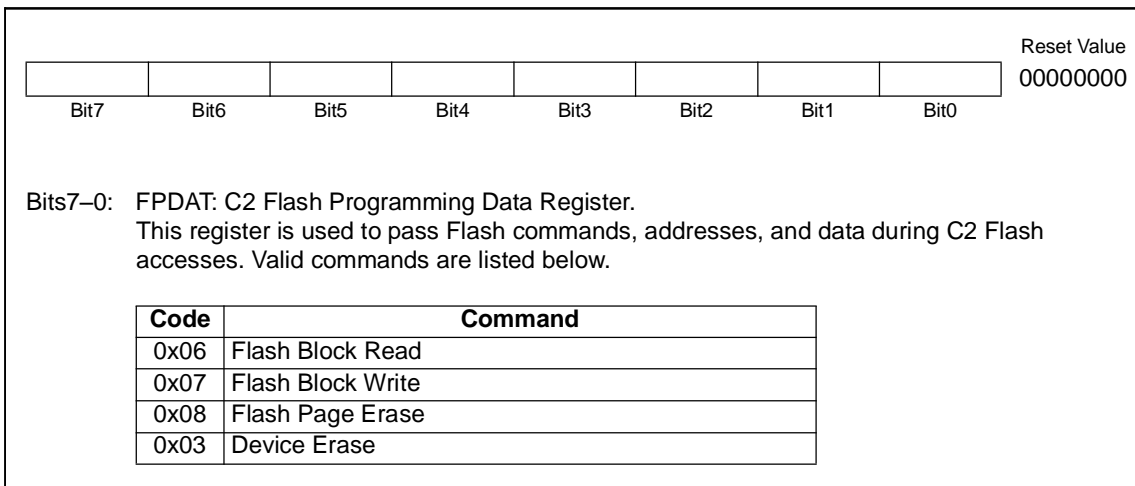 Reset Value
00000000
Bit7 Bit6 Bit5 Bit4 Bit3 Bit2 Bit1 Bit0
Bits7–0: FPDAT: C2 Flash Programming Data Register.
This register is used to pass Flash commands, addresses, and data during C2 Flash
accesses. Valid commands are listed below.
Code Command
0x06 Flash Block Read
0x07 Flash Block Write
0x08 Flash Page Erase
0x03 Device Erase